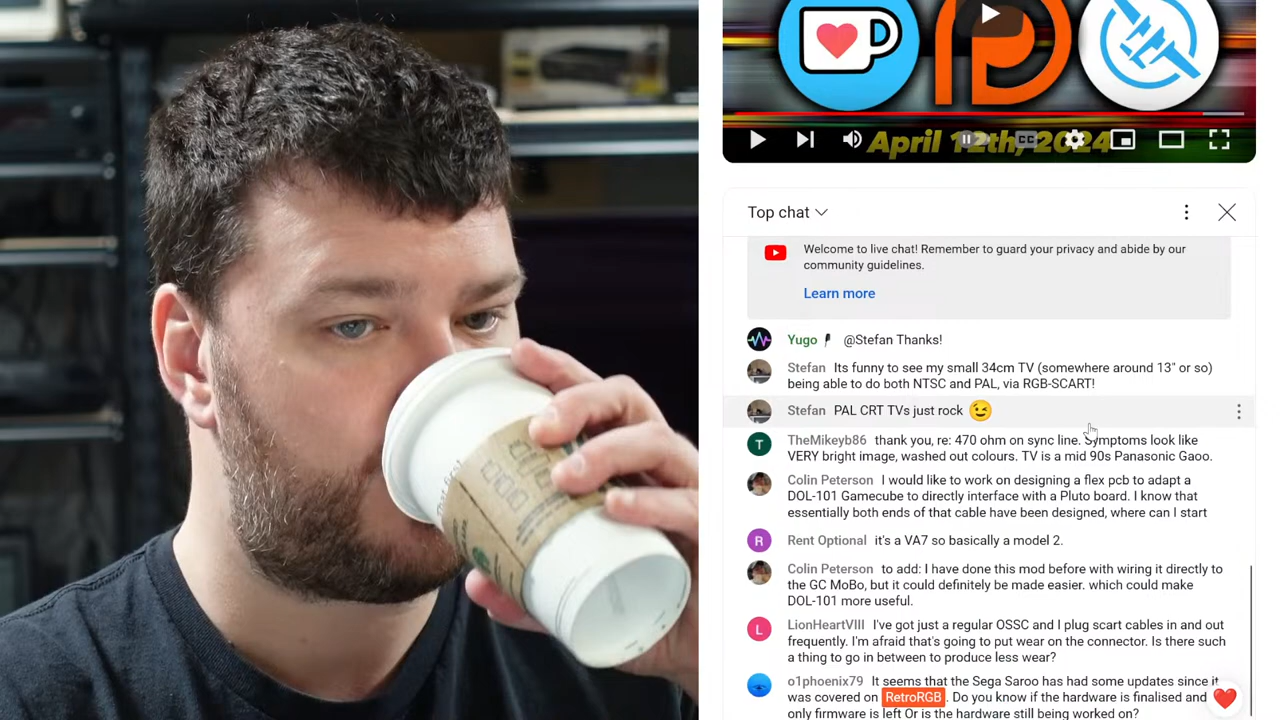 April 12th, 2024
Top chat
Welcome to live chat! Remember to guard your privacy and abide by our
community guidelines.
Learn more
Yugo @Stefan Thanks!
Stefan Its funny to see my small 34cm TV (somewhere around 13" or so)
being able to do both NTSC and PAL, via RGB-SCART!
Stefan PAL CRT TVs just rock 😉
T TheMikeyb86 thank you, re: 470 ohm on sync line. Symptoms look like
VERY bright image, washed out colours. TV is a mid 90s Panasonic Gaoo.
Colin Peterson I would like to work on designing a flex pcb to adapt a
DOL-101 Gamecube to directly interface with a Pluto board. I know that
essentially both ends of that cable have been designed, where can I start
R Rent Optional it's a VA7 so basically a model 2.
Colin Peterson to add: I have done this mod before with wiring it directly to
the GC MoBo, but it could definitely be made easier. which could make
DOL-101 more useful.
L LionHeartVIII I've got just a regular OSSC and I plug scart cables in and out
frequently. I'm afraid that's going to put wear on the connector. Is there such
a thing to go in between to produce less wear?
o1phoenix79 It seems that the Sega Saroo has had some updates since it
was covered on RetroRGB. Do you know if the hardware is finalised and
only firmware is left Or is the hardware still being worked on?